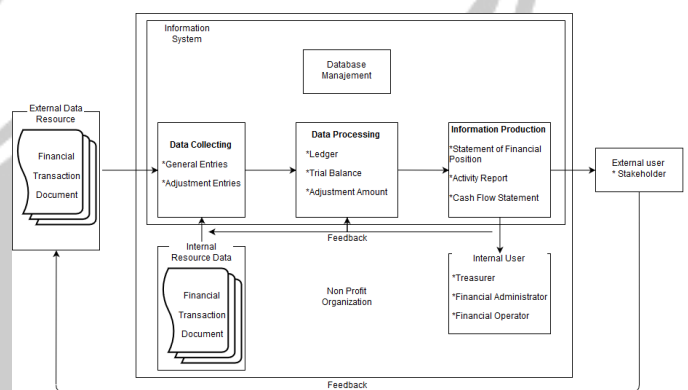 Information
System
Database
Manajement
External Data
Resource
Financial
Transaction
Document
Data Collecting
*General Entries
*Adjustment Entries
Data Processing
*Ledger
*Trial Balance
*Adjustment Amount
Information Production
*Statement of Financial
Position
*Activity Report
*Cash Flow Statement
External user
* Stakeholder
Feedback
Internal
Resource Data
Financial
Transaction
Document
Non Profit
Organization
Internal User
*Treasurer
*Financial Administrator
*Financial Operator
Feedback